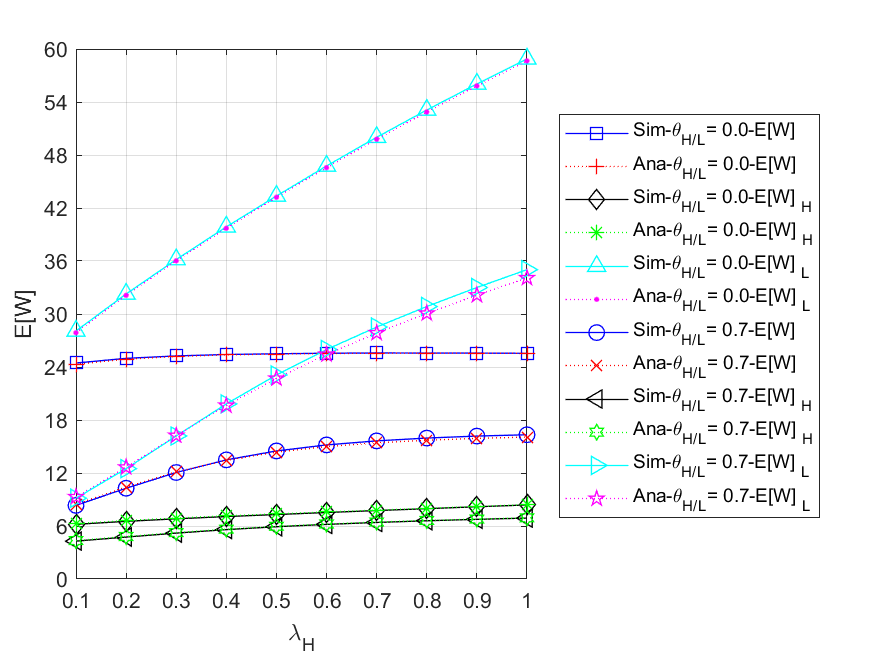 60
54
48
42
36
30
24
18
12
6
0
E[W]
0.1 0.2 0.3 0.4 0.5 0.6 0.7 0.8 0.9 1
λH
Sim-θH/L= 0.0-E[W]
Ana-θH/L= 0.0-E[W]
Sim-θH/L= 0.0-E[W] H
Ana-θH/L= 0.0-E[W] H
Sim-θH/L= 0.0-E[W] L
Ana-θH/L= 0.0-E[W] L
Sim-θH/L= 0.7-E[W]
Ana-θH/L= 0.7-E[W]
Sim-θH/L= 0.7-E[W] H
Ana-θH/L= 0.7-E[W] H
Sim-θH/L= 0.7-E[W] L
Ana-θH/L= 0.7-E[W] L